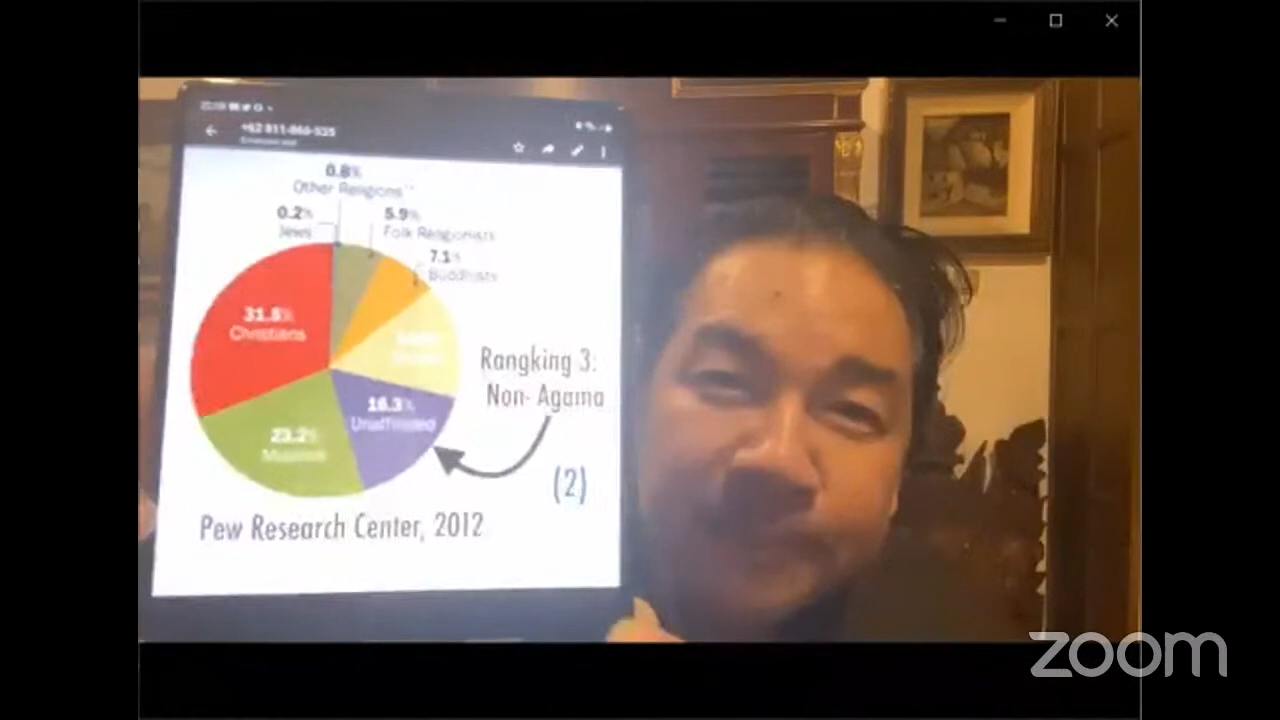 0.8%
Other Religions**
0.2%
Jews
5.9%
Folk Religionists
7.1%
Buddhists
31.5%
Christians
16.3%
Unaffiliated
23.2%
Muslims
Rangking 3:
Non-Agama
(2)
Pew Research Center, 2012
zoom